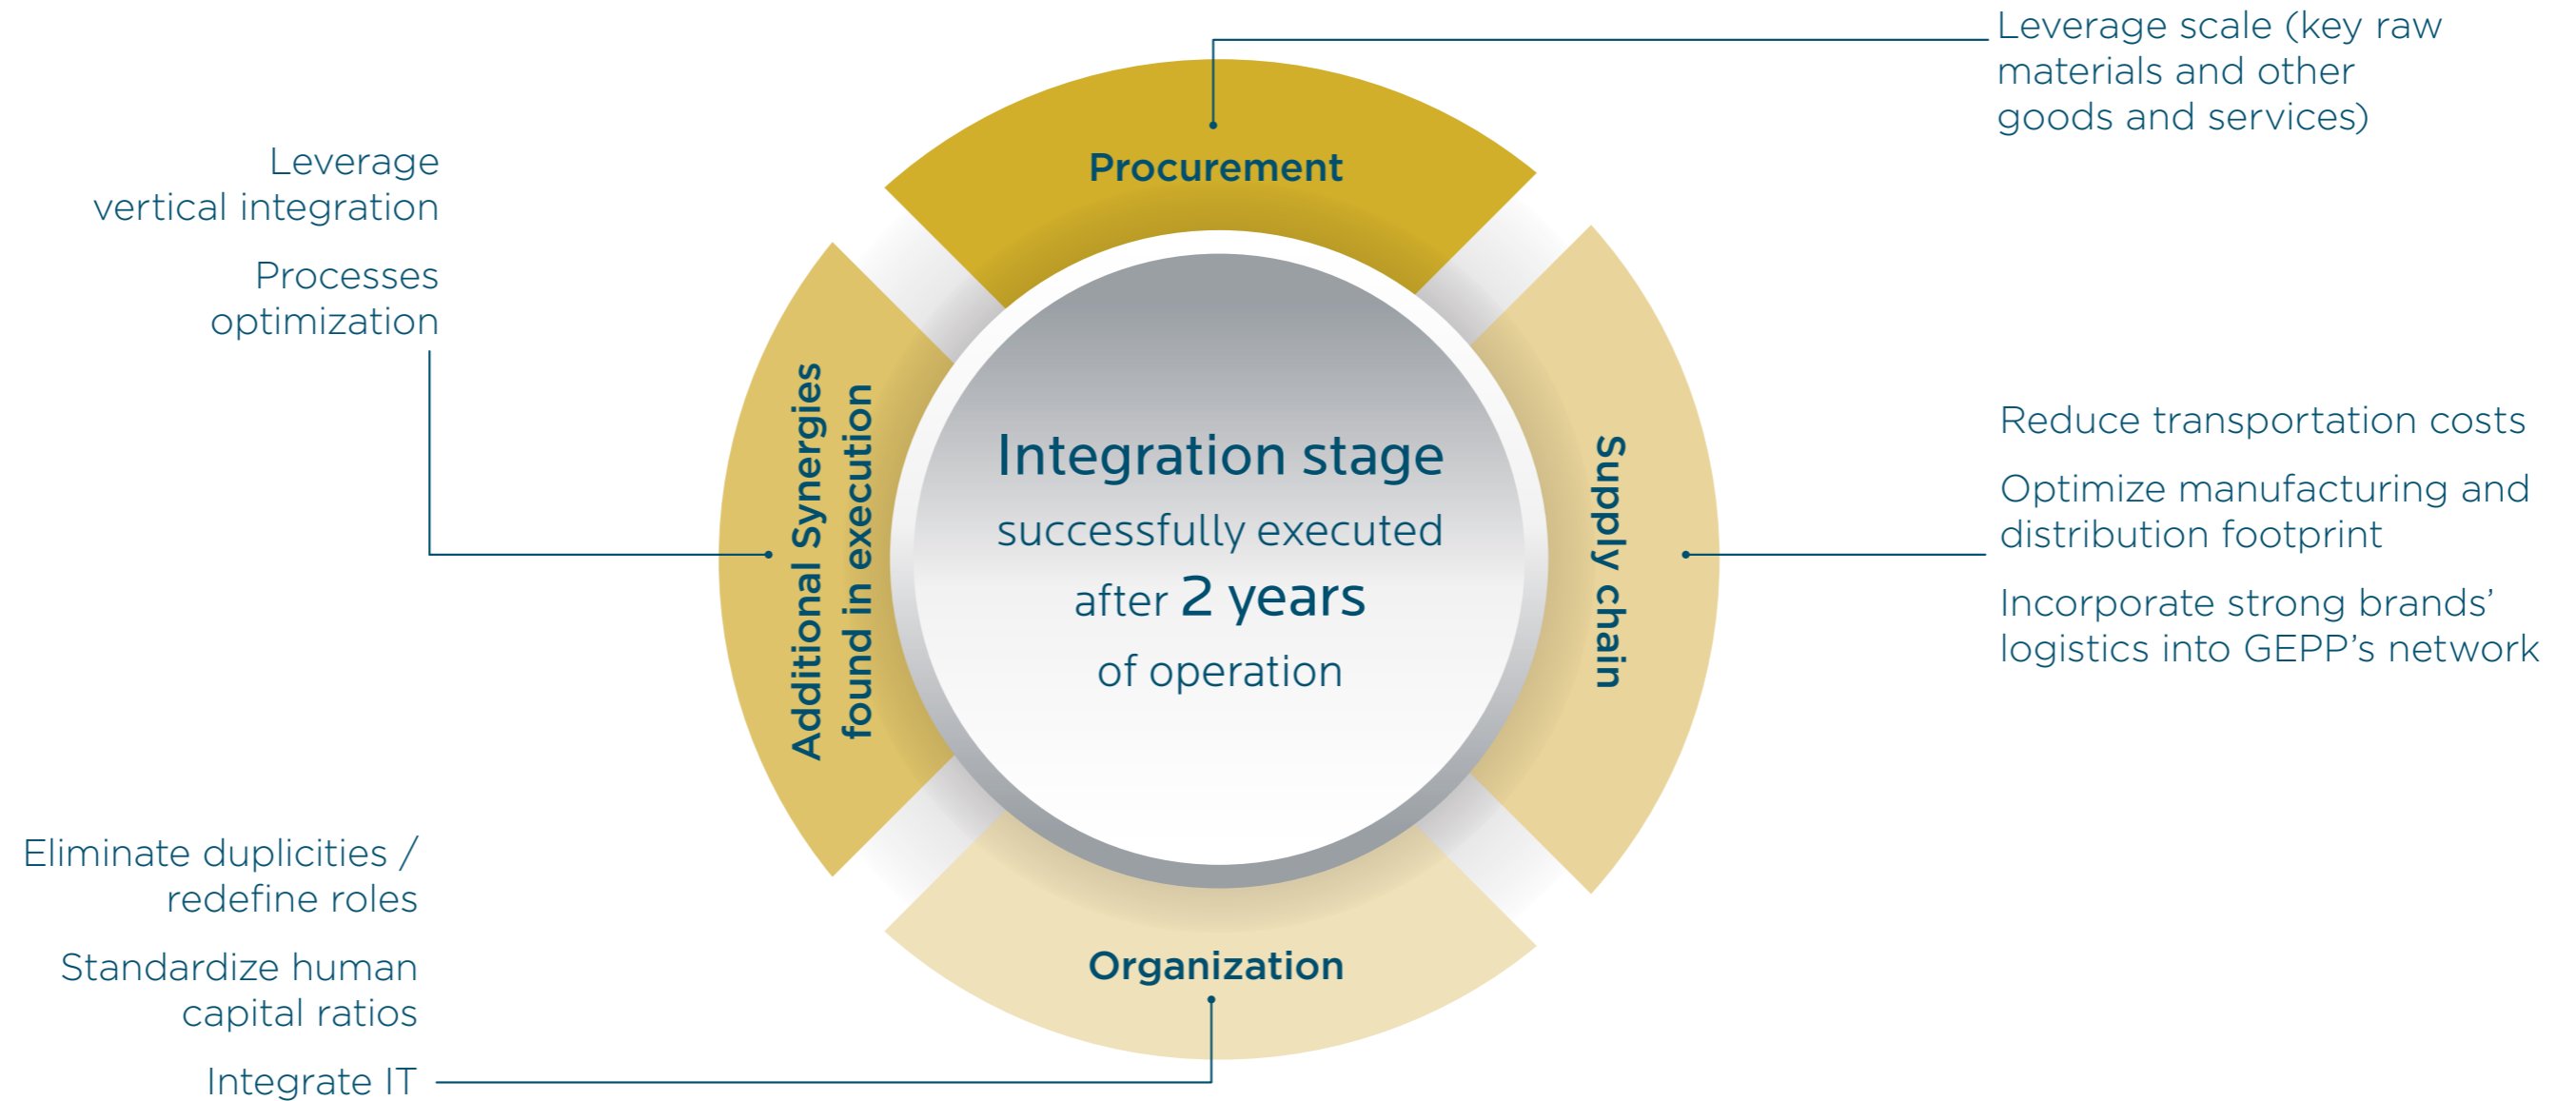 Leverage scale (key raw
materials and other
goods and services)
Procurement
Leverage
vertical integration
Processes
optimization
Additional Synergies
found in execution
Integration stage
successfully executed
after 2 years
of operation
Supply chain
Reduce transportation costs
Optimize manufacturing and
distribution footprint
Incorporate strong brands’
logistics into GEPP’s network
Eliminate duplicities /
redefine roles
Standardize human
capital ratios
Integrate IT
Organization